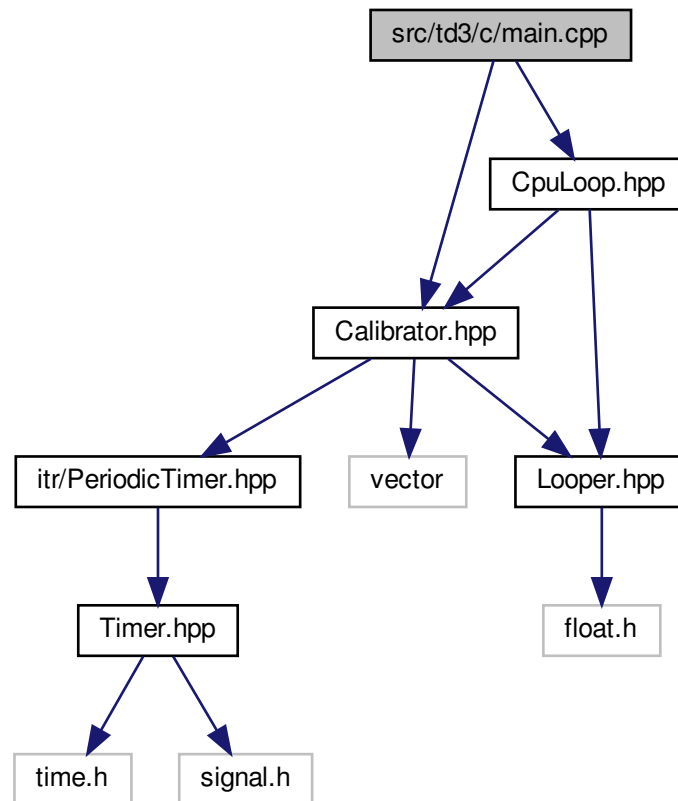 src/td3/c/main.cpp
CpuLoop.hpp
Calibrator.hpp
itr/PeriodicTimer.hpp
vector
Looper.hpp
Timer.hpp
float.h
time.h
signal.h